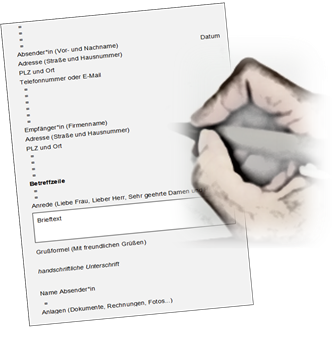 Datum
Absender*in (Vor- und Nachname)
Adresse (Straße und Hausnummer)
PLZ und Ort
Telefonnummer oder E-Mail
Empfänger*in (Firmenname)
Adresse (Straße und Hausnummer)
PLZ und Ort
Betreffzeile
Anrede (Liebe Frau, Lieber Herr, Sehr geehrte Damen
Brieftext
Grußformel (Mit freundlichen Grüßen)
handschriftliche Unterschrift
Name Absender*in
Anlagen (Dokumente, Rechnungen, Fotos...)